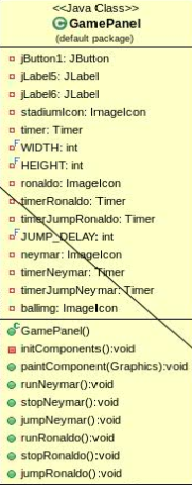 <<Java Class>>
GamePanel
(default package)
jButton1: JButton
jLabel5: JLabel
jLabel6: JLabel
stadiumIcon: ImageIcon
timer: Timer
WIDTH: int
HEIGHT: int
ronaldo: ImageIcon
timerRonaldo: Timer
timerJumpRonaldo: Timer
JUMP_DELAY: int
neymar: ImageIcon
timerNeymar: Timer
timerJumpNeymar: Timer
ballimg: ImageIcon
GamePanel()
initComponents():void
paintComponent(Graphics):void
runNeymar():void
stopNeymar():void
jumpNeymar():void
runRonaldo():void
stopRonaldo():void
jumpRonaldo():void